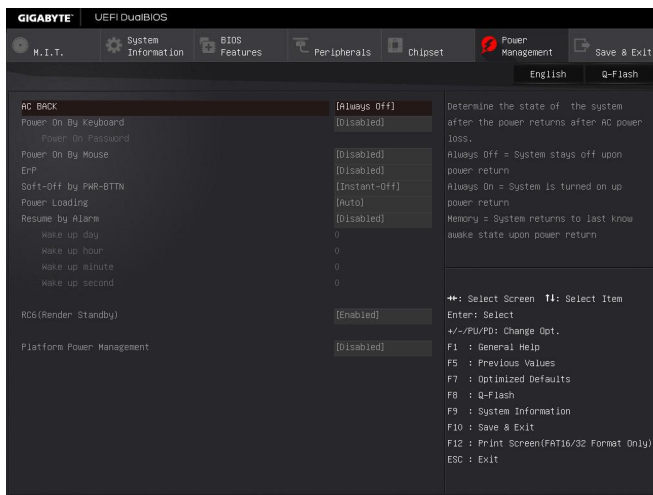 GIGABYTE™ UEFI DualBIOS
M.I.T.
System Information
BIOS Features
Peripherals
Chipset
Power Management
Save & Exit
English Q-Flash
AC BACK [Always Off]
Power On By Keyboard [Disabled]
Power On Password
Power On By Mouse [Disabled]
ErP [Disabled]
Soft-Off by PWR-BTTN [Instant-Off]
Power Loading [Auto]
Resume by Alarm [Disabled]
Wake up day 0
Wake up hour 0
Wake up minute 0
Wake up second 0
RC6(Render Standby) [Enabled]
Platform Power Management [Disabled]
Determine the state of the system
after the power returns after AC power
loss.
Always Off = System stays off upon
power return
Always On = System is turned on up
power return
Memory = System returns to last know
awake state upon power return
→←: Select Screen ↑↓: Select Item
Enter: Select
+/-/PU/PD: Change Opt.
F1 : General Help
F5 : Previous Values
F7 : Optimized Defaults
F8 : Q-Flash
F9 : System Information
F10 : Save & Exit
F12 : Print Screen(FAT16/32 Format Only)
ESC : Exit